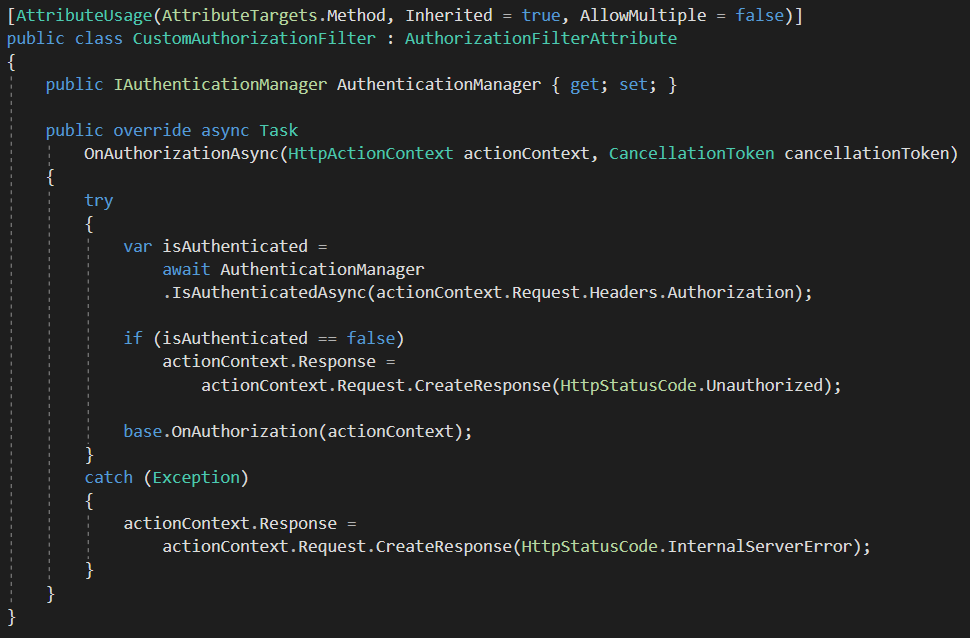 [AttributeUsage(AttributeTargets.Method, Inherited = true, AllowMultiple = false)]
public class CustomAuthorizationFilter : AuthorizationFilterAttribute
{
    public IAuthenticationManager AuthenticationManager { get; set; }

    public override async Task
        OnAuthorizationAsync(HttpActionContext actionContext, CancellationToken cancellationToken)
    {
        try
        {
            var isAuthenticated =
                await AuthenticationManager
                .IsAuthenticatedAsync(actionContext.Request.Headers.Authorization);

            if (isAuthenticated == false)
                actionContext.Response =
                    actionContext.Request.CreateResponse(HttpStatusCode.Unauthorized);

            base.OnAuthorization(actionContext);
        }
        catch (Exception)
        {
            actionContext.Response =
                actionContext.Request.CreateResponse(HttpStatusCode.InternalServerError);
        }
    }
}